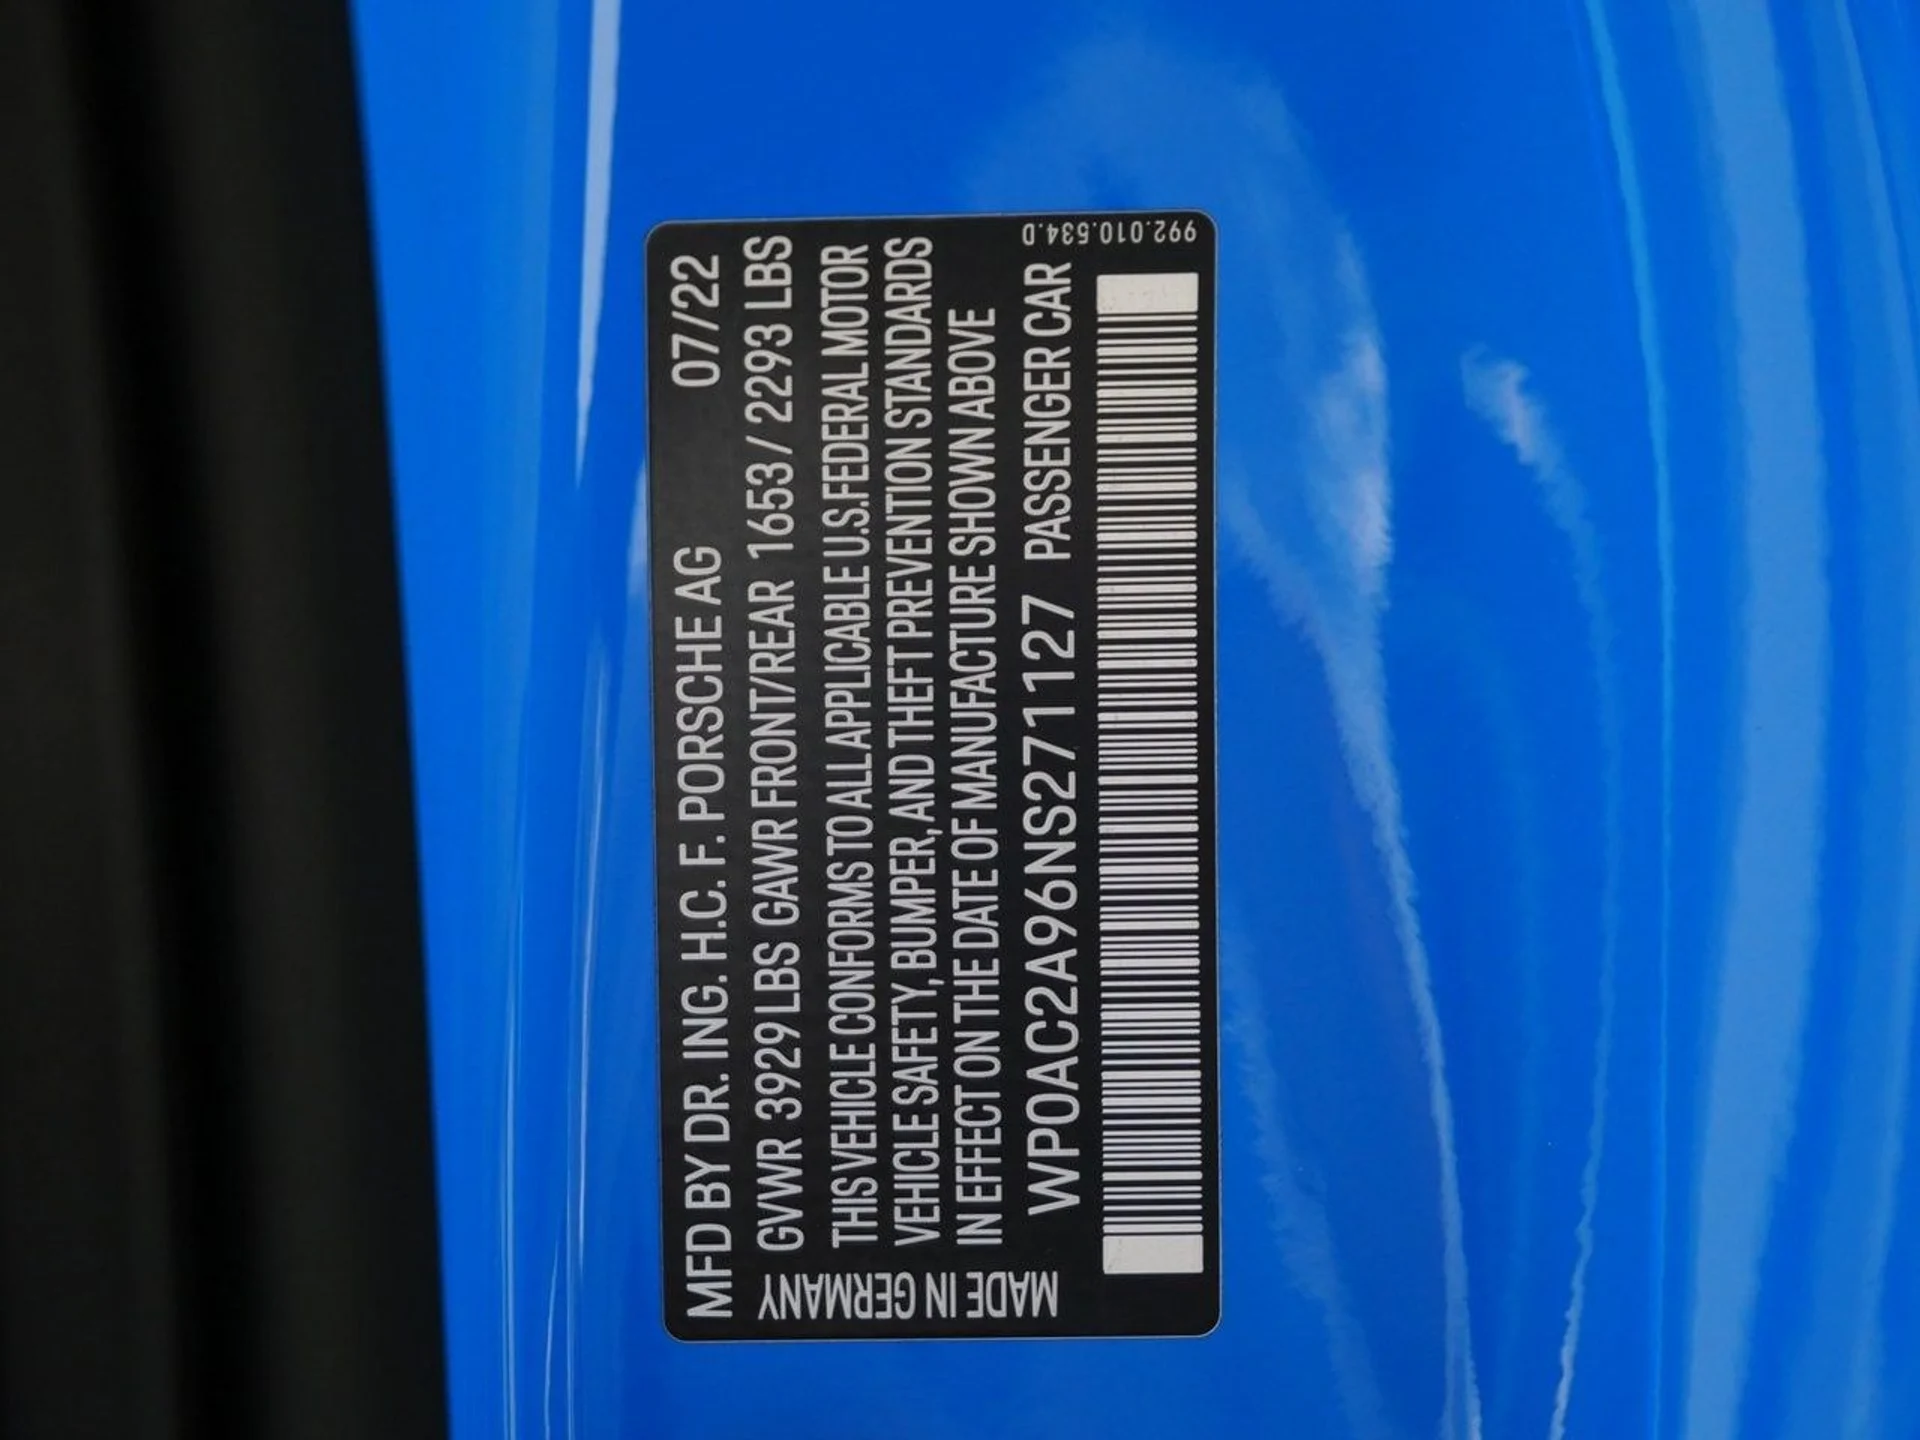 MFD BY DR. ING. H.C. F. PORSCHE AG 07/22
GVWR 3929 LBS GAWR FRONT/REAR 1653 / 2293 LBS
THIS VEHICLE CONFORMS TO ALL APPLICABLE U.S. FEDERAL MOTOR
VEHICLE SAFETY, BUMPER, AND THEFT PREVENTION STANDARDS
IN EFFECT ON THE DATE OF MANUFACTURE SHOWN ABOVE
WP0AC2A96NS271127 PASSENGER CAR
MADE IN GERMANY
992.010.534.D